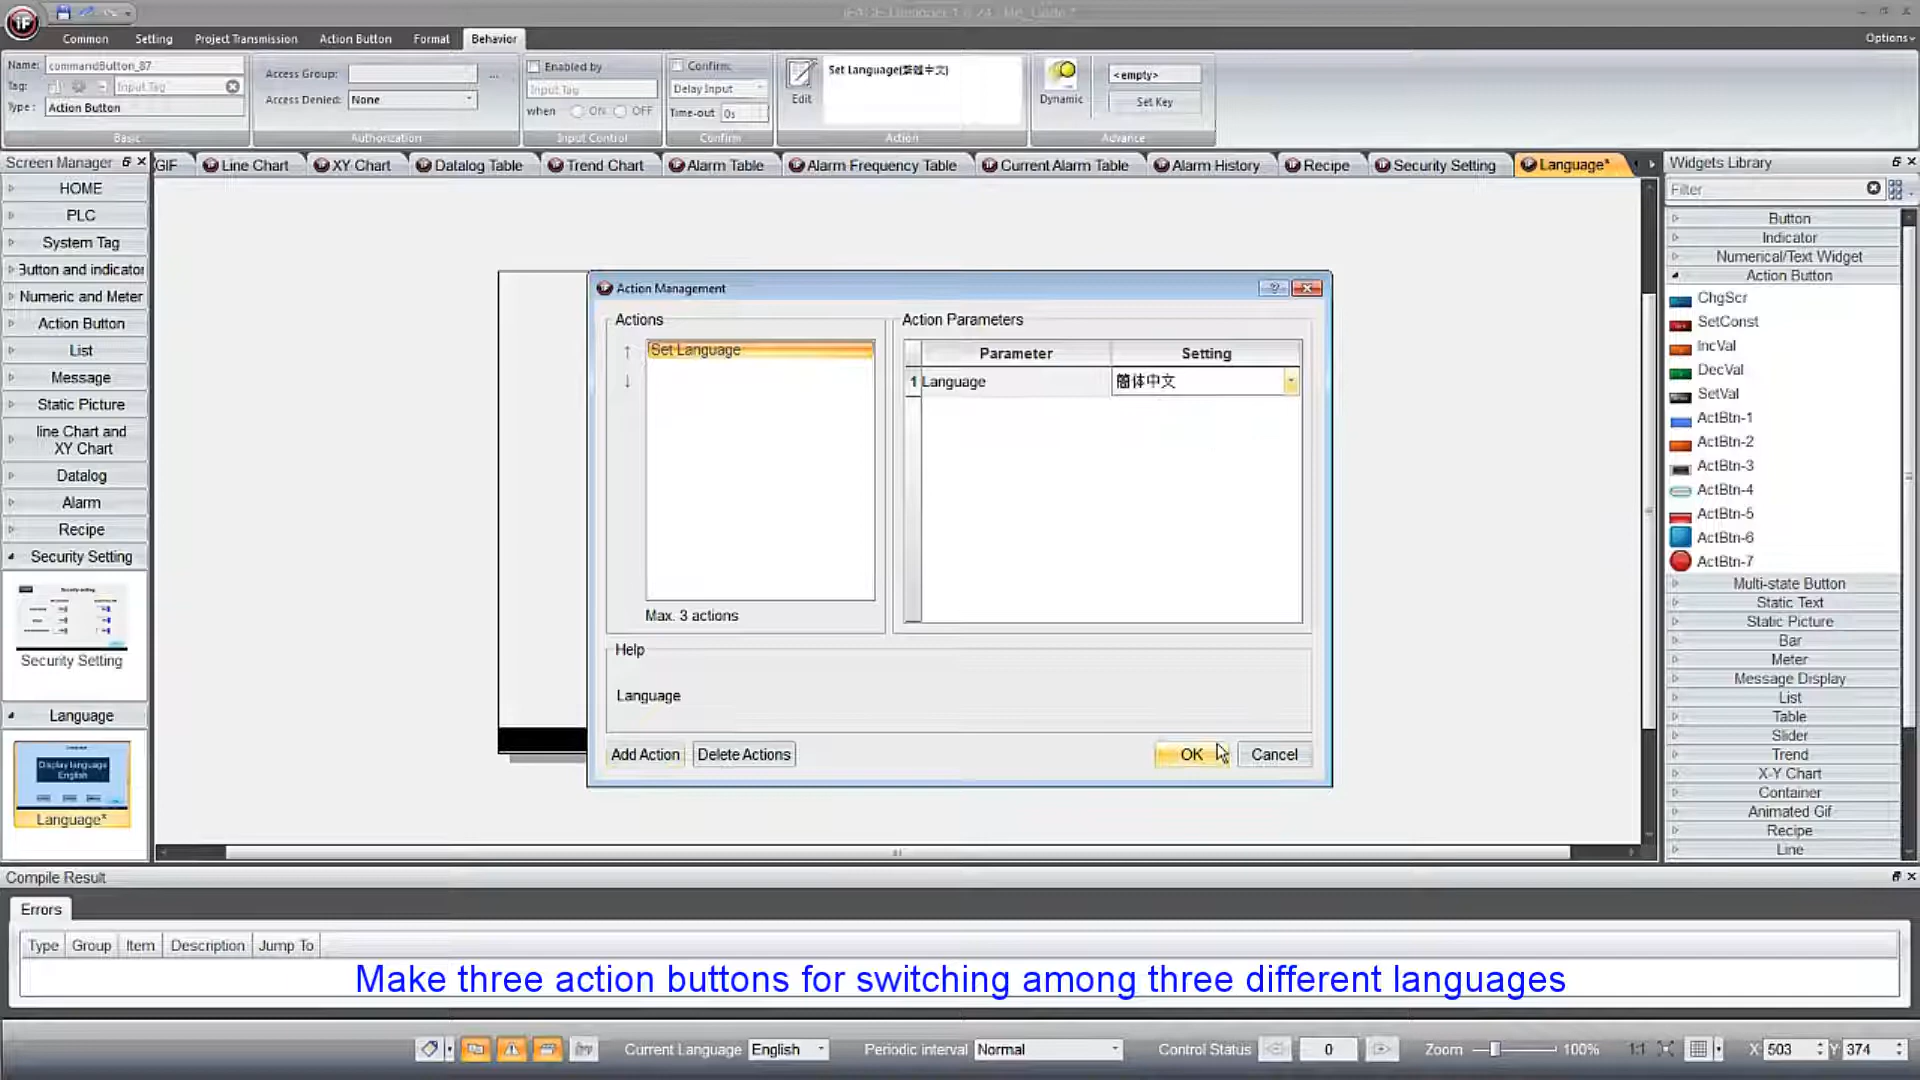 Options
Common
Setting
Project Transmission
Action Button
Format
Behavior
Name:
commandButton_87
Tag:
Input Tag
Type :
Action Button
Basic
Access Group:
...
Access Denied:
None
Authorization
Enabled by
Input Tag
when
ON
OFF
Input Control
Confirm:
Delay Input
Time-out
0s
Confirm
Edit
Set Language(繁體中文)
Action
Dynamic
<empty>
Set Key
Advance
Screen Manager
GIF
Line Chart
XY Chart
Datalog Table
Trend Chart
Alarm Table
Alarm Frequency Table
Current Alarm Table
Alarm History
Recipe
Security Setting
Language*
HOME
PLC
System Tag
Button and indicator
Numeric and Meter
Action Button
List
Message
Static Picture
line Chart and
XY Chart
Datalog
Alarm
Recipe
Security Setting
Security Setting
Language
Display language
English
Language*
Action Management
Actions
Set Language
Max. 3 actions
Action Parameters
Parameter
Setting
1
Language
簡体中文
Help
Language
Add Action
Delete Actions
OK
Cancel
Widgets Library
Filter
Button
Indicator
Numerical/Text Widget
Action Button
ChgScr
SetConst
IncVal
DecVal
SetVal
ActBtn-1
ActBtn-2
ActBtn-3
ActBtn-4
ActBtn-5
ActBtn-6
ActBtn-7
Multi-state Button
Static Text
Static Picture
Bar
Meter
Message Display
List
Table
Slider
Trend
X-Y Chart
Container
Animated Gif
Recipe
Line
Compile Result
Errors
Type
Group
Item
Description
Jump To
Make three action buttons for switching among three different languages
Current Language
English
Periodic interval
Normal
Control Status
0
Zoom
100%
1:1
X:
503
Y:
374